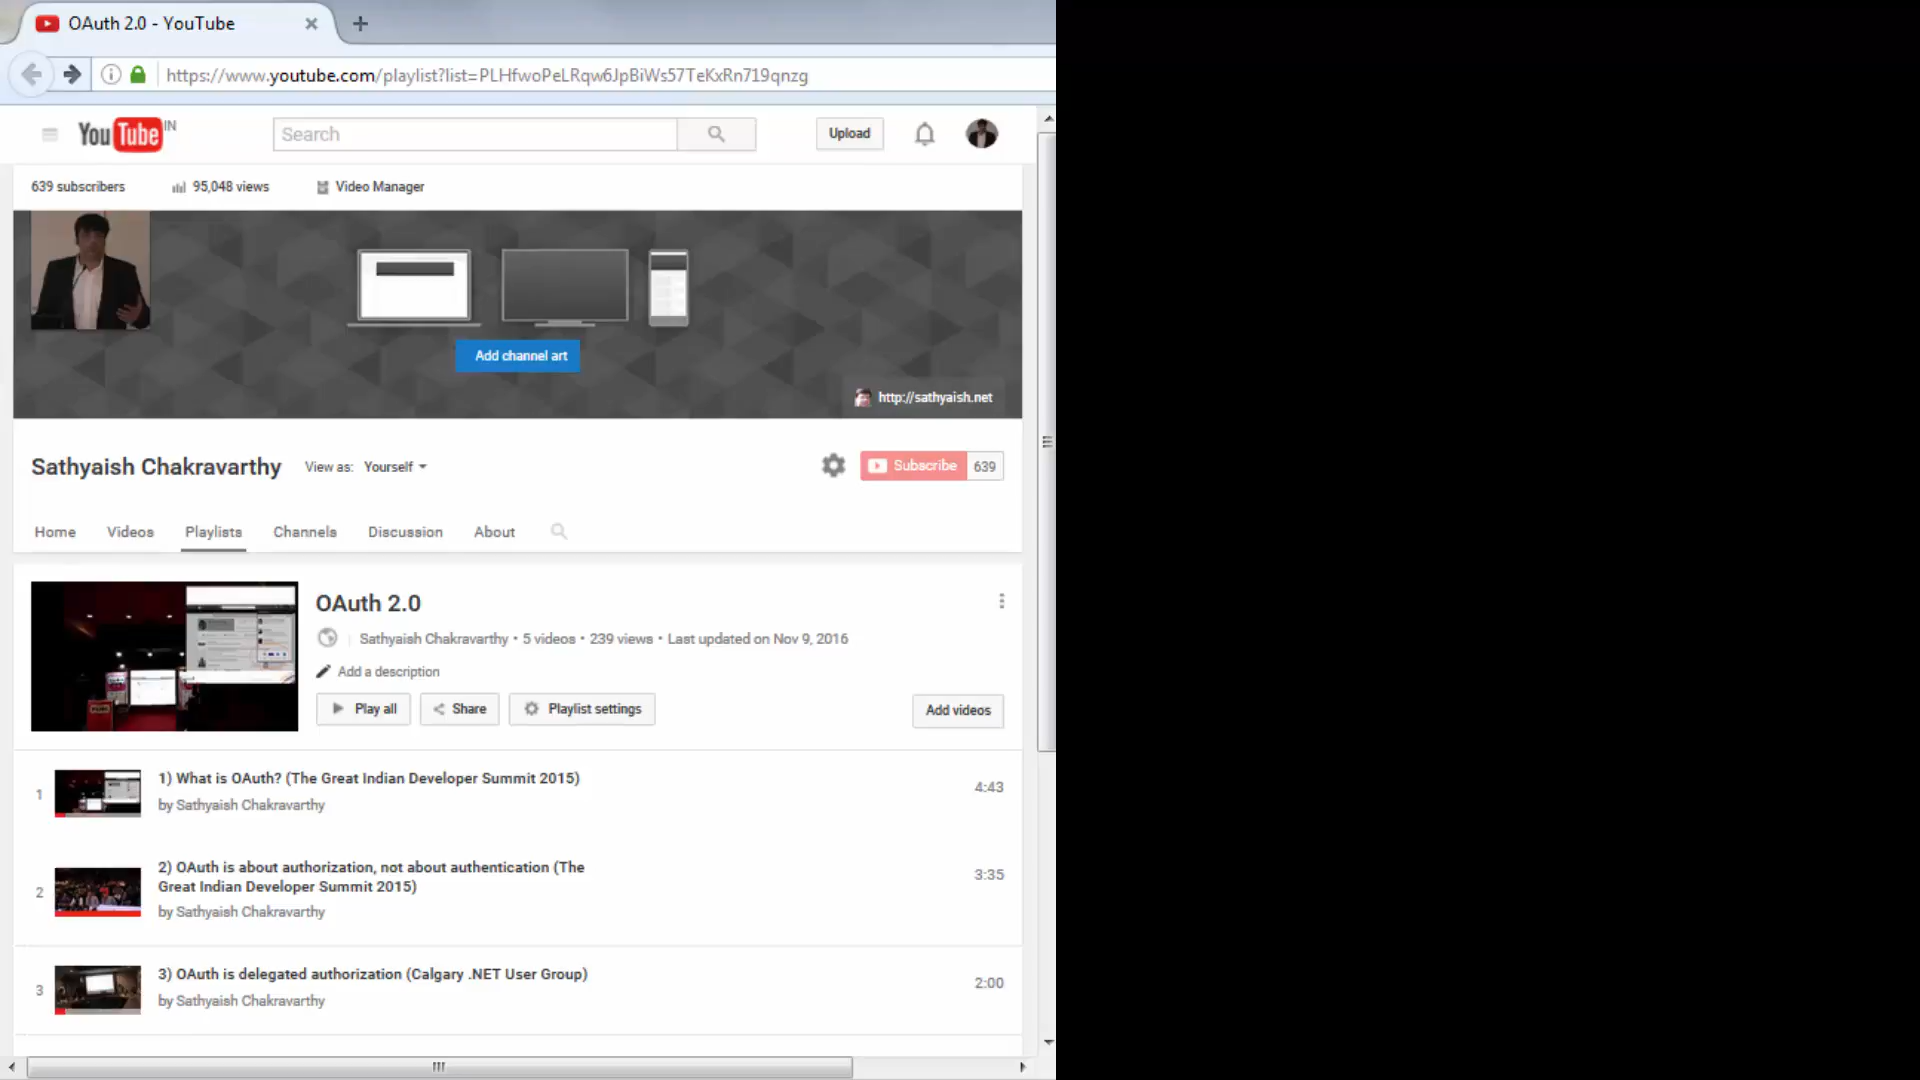 OAuth 2.0 - YouTube
https://www.youtube.com/playlist?list=PLHfwoPeLRqw6JpBiWs57TeKxRn719qnzg
YouTube IN
Search
Upload
639 subscribers
95,048 views
Video Manager
Add channel art
http://sathyaish.net
Sathyaish Chakravarthy
View as: Yourself
Subscribe 639
Home Videos Playlists Channels Discussion About
OAuth 2.0
Sathyaish Chakravarthy • 5 videos • 239 views • Last updated on Nov 9, 2016
Add a description
Play all
Share
Playlist settings
Add videos
1
1) What is OAuth? (The Great Indian Developer Summit 2015)
by Sathyaish Chakravarthy
4:43
2
2) OAuth is about authorization, not about authentication (The
Great Indian Developer Summit 2015)
by Sathyaish Chakravarthy
3:35
3
3) OAuth is delegated authorization (Calgary .NET User Group)
by Sathyaish Chakravarthy
2:00